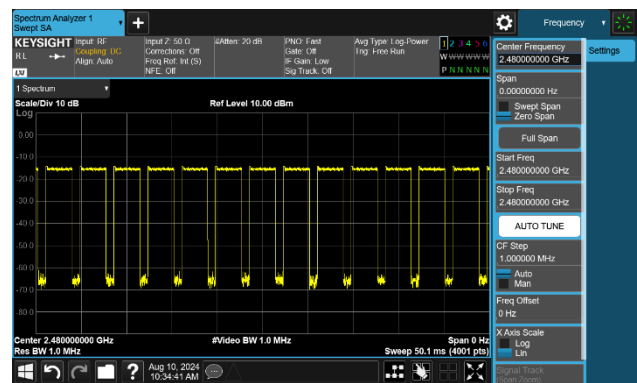 Spectrum Analyzer 1
Swept SA
Frequency
KEYSIGHT
Input: RF
Coupling: DC
Align: Auto
Input Z: 50 Ω
Corrections: Off
Freq Ref: Int (S)
NFE: Off
#Atten: 20 dB
PNO: Fast
Gate: Off
IF Gain: Low
Sig Track: Off
Avg Type: Log-Power
Trig: Free Run
1 2 3 4 5 6
W W W W W W
P N N N N N
RL
LXI
1 Spectrum
Scale/Div 10 dB
Ref Level 10.00 dBm
Log
0.00
-10.0
-20.0
-30.0
-40.0
-50.0
-60.0
-70.0
-80.0
Center 2.480000000 GHz
#Video BW 1.0 MHz
Span 0 Hz
Res BW 1.0 MHz
Sweep 50.1 ms (4001 pts)
Aug 10, 2024
10:34:41 AM
Center Frequency
2.480000000 GHz
Settings
Span
0.00000000 Hz
Swept Span
Zero Span
Full Span
Start Freq
2.480000000 GHz
Stop Freq
2.480000000 GHz
AUTO TUNE
CF Step
1.000000 MHz
Auto
Man
Freq Offset
0 Hz
X Axis Scale
Log
Lin
Signal Track
(Span Zoom)